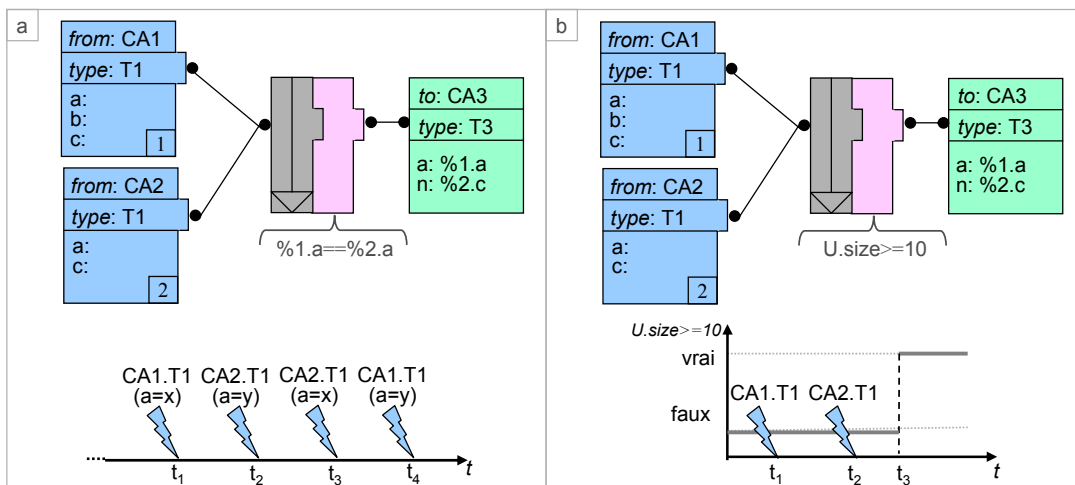 a
from: CA1
type: T1
a:
b:
c:
1
from: CA2
type: T1
a:
c:
2
to: CA3
type: T3
a: %1.a
n: %2.c
%1.a==%2.a
CA1.T1 CA2.T1 CA2.T1 CA1.T1
(a=x) (a=y) (a=x) (a=y)
t1 t2 t3 t4 t
b
from: CA1
type: T1
a:
b:
c:
1
from: CA2
type: T1
a:
c:
2
to: CA3
type: T3
a: %1.a
n: %2.c
U.size>=10
U.size>=10
vrai
CA1.T1 CA2.T1
faux
t1 t2 t3 t